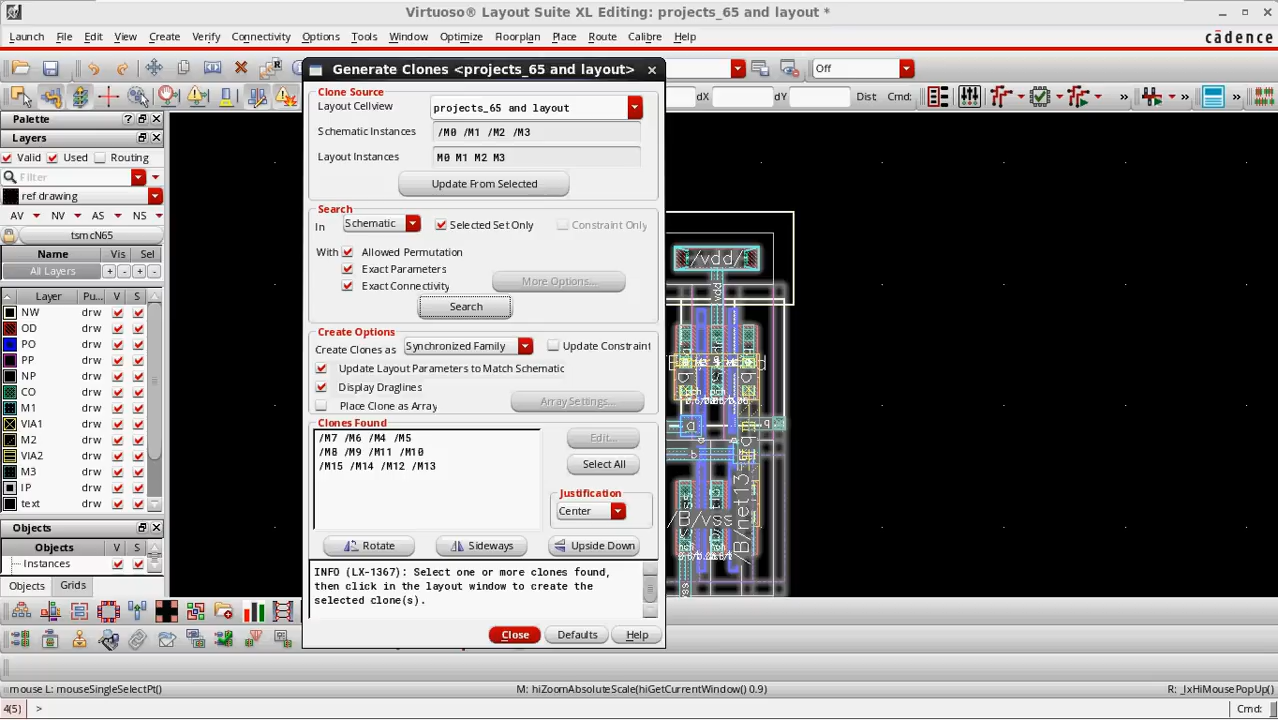 Virtuoso® Layout Suite XL Editing: projects_65 and layout *
Launch File Edit View Create Verify Connectivity Options Tools Window Optimize Floorplan Place Route Calibre Help
cādence
Off
dX dY Dist Cmd:
Palette
Layers
Valid Used Routing
Filter
ref drawing
AV NV AS NS
tsmcN65
Name Vis Sel
All Layers + - + -
Layer Pu... V S
NW drw
OD drw
PO drw
PP drw
NP drw
CO drw
M1 drw
VIA1 drw
M2 drw
VIA2 drw
M3 drw
IP drw
text drw
Objects
Objects V S
Instances
Objects Grids
Generate Clones <projects_65 and layout>
Clone Source
Layout Cellview projects_65 and layout
Schematic Instances /M0 /M1 /M2 /M3
Layout Instances M0 M1 M2 M3
Update From Selected
Search
In Schematic Selected Set Only Constraint Only
With Allowed Permutation
Exact Parameters
More Options...
Exact Connectivity
Search
Create Options
Create Clones as Synchronized Family Update Constraint
Update Layout Parameters to Match Schematic
Display Draglines
Place Clone as Array Array Settings...
Clones Found
/M7 /M6 /M4 /M5
/M8 /M9 /M11 /M10
/M15 /M14 /M12 /M13
Edit...
Select All
Justification
Center
Rotate Sideways Upside Down
INFO (LX-1367): Select one or more clones found,
then click in the layout window to create the
selected clone(s).
Close Defaults Help
/vdd/
vdd
a
q
b
/B/vss
/B/net13
mouse L: mouseSingleSelectPt()
M: hiZoomAbsoluteScale(hiGetCurrentWindow() 0.9)
R: _lxHiMousePopUp()
4(5) >
Cmd: